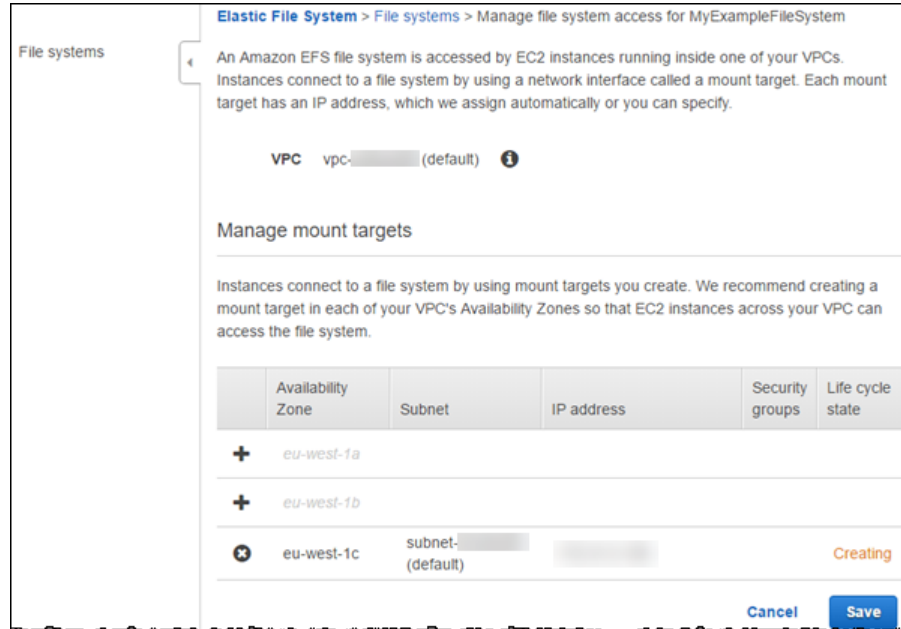 Elastic File System > File systems > Manage file system access for MyExampleFileSystem
File systems
An Amazon EFS file system is accessed by EC2 instances running inside one of your VPCs.
Instances connect to a file system by using a network interface called a mount target. Each mount
target has an IP address, which we assign automatically or you can specify.
VPC vpc- (default)
Manage mount targets
Instances connect to a file system by using mount targets you create. We recommend creating a
mount target in each of your VPC's Availability Zones so that EC2 instances across your VPC can
access the file system.
Availability
Zone
Subnet
IP address
Security
groups
Life cycle
state
eu-west-1a
eu-west-1b
eu-west-1c
subnet-
(default)
Creating
Cancel
Save